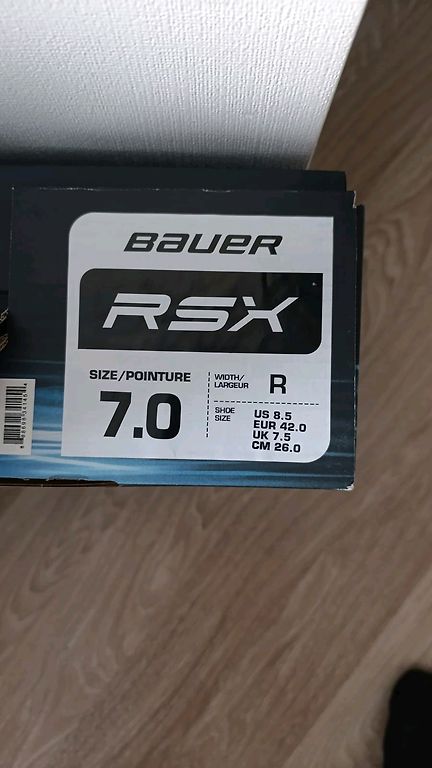 BAUER
RSX
SIZE/POINTURE
7.0
WIDTH/
LARGEUR
R
SHOE
SIZE
US 8.5
EUR 42.0
UK 7.5
CM 26.0